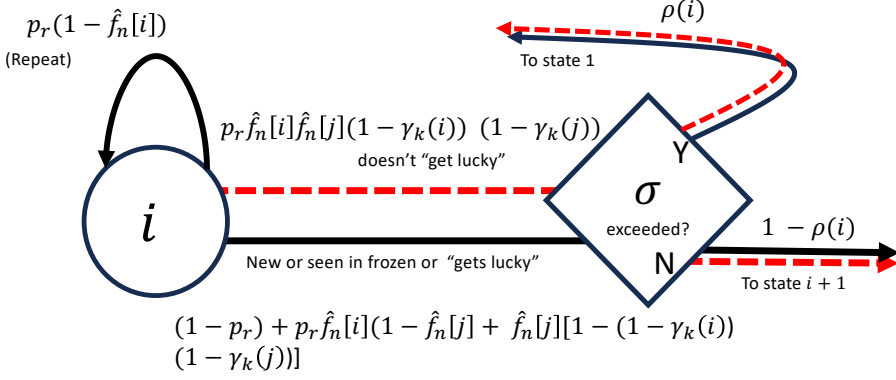 p_r(1 - f̂_n[i])
(Repeat)
ρ(i)
To state 1
p_r f̂_n[i] f̂_n[j](1 - γ_k(i)) (1 - γ_k(j))
doesn't “get lucky”
Y
i
σ
exceeded?
1 - ρ(i)
N
New or seen in frozen or “gets lucky”
To state i + 1
(1 - p_r) + p_r f̂_n[i](1 - f̂_n[j] + f̂_n[j][1 - (1 - γ_k(i))
(1 - γ_k(j))]